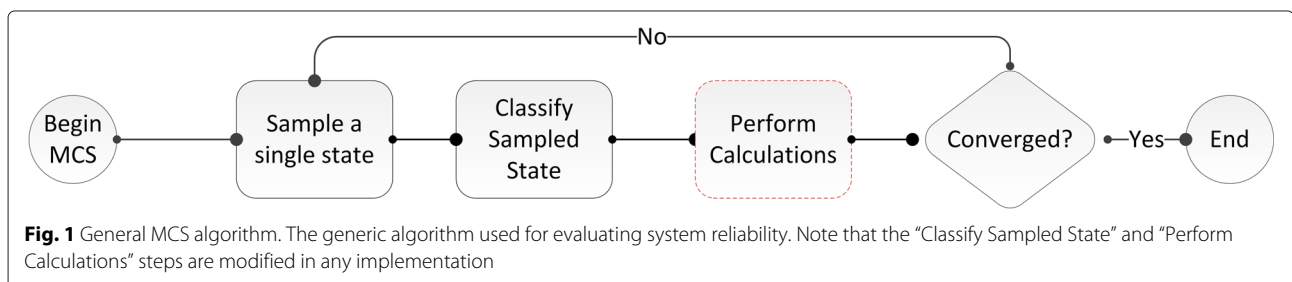 No
Begin
MCS
Sample a
single state
Classify
Sampled
State
Perform
Calculations
Converged?
Yes
End
Fig. 1 General MCS algorithm. The generic algorithm used for evaluating system reliability. Note that the “Classify Sampled State” and “Perform
Calculations” steps are modified in any implementation